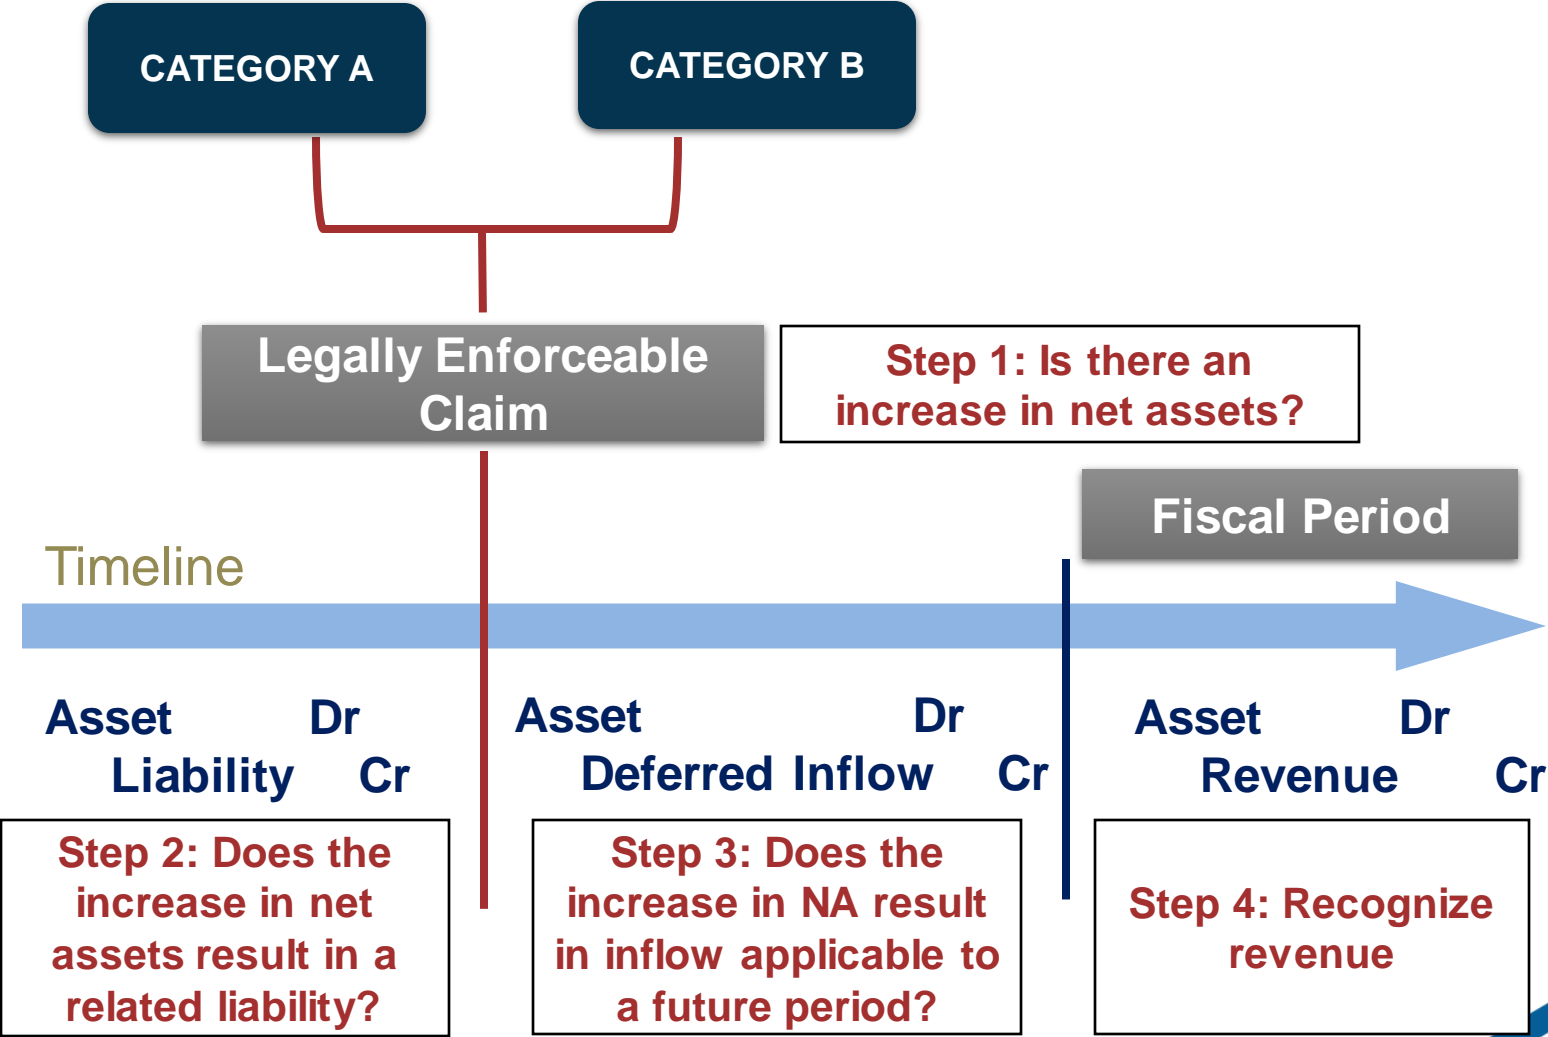 CATEGORY A
CATEGORY B
Legally Enforceable
Claim
Step 1: Is there an
increase in net assets?
Fiscal Period
Timeline
Asset Dr
Liability Cr
Asset Dr
Deferred Inflow Cr
Asset Dr
Revenue Cr
Step 2: Does the
increase in net
assets result in a
related liability?
Step 3: Does the
increase in NA result
in inflow applicable to
a future period?
Step 4: Recognize
revenue